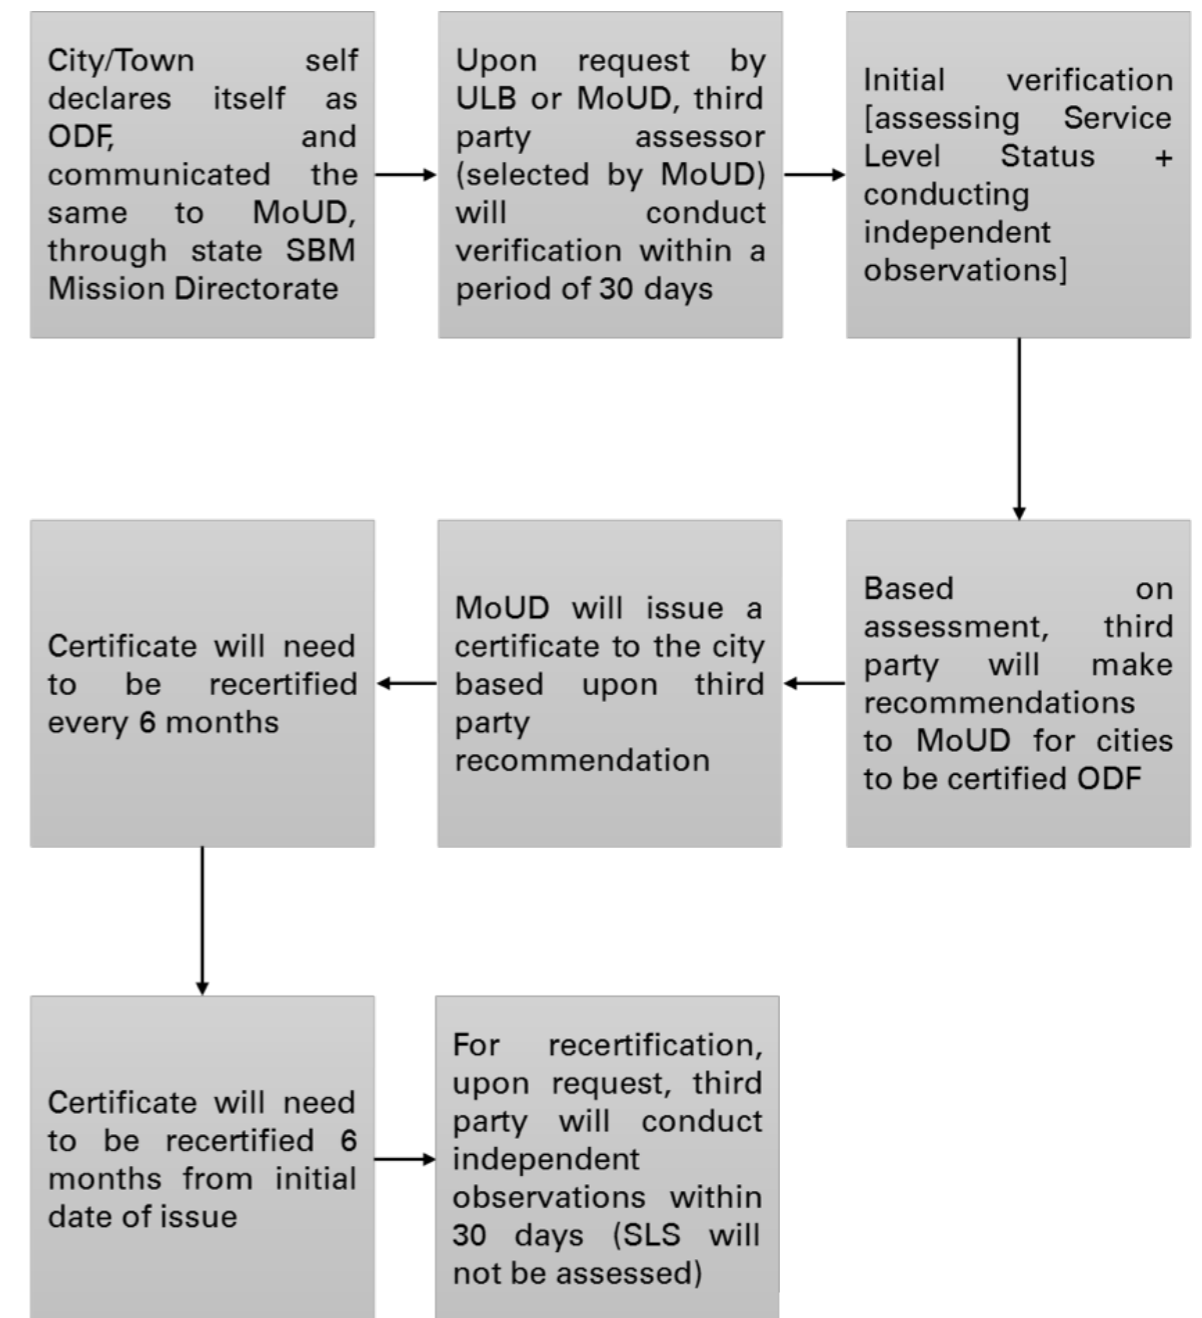 City/Town self
declares itself as
ODF, and
communicated the
same to MoUD,
through state SBM
Mission Directorate
Upon request by
ULB or MoUD, third
party assessor
(selected by MoUD)
will conduct
verification within a
period of 30 days
Initial verification
[assessing Service
Level Status +
conducting
independent
observations]
Based on
assessment, third
party will make
recommendations
to MoUD for cities
to be certified ODF
MoUD will issue a
certificate to the city
based upon third
party
recommendation
Certificate will need
to be recertified
every 6 months
Certificate will need
to be recertified 6
months from initial
date of issue
For recertification,
upon request, third
party will conduct
independent
observations within
30 days (SLS will
not be assessed)